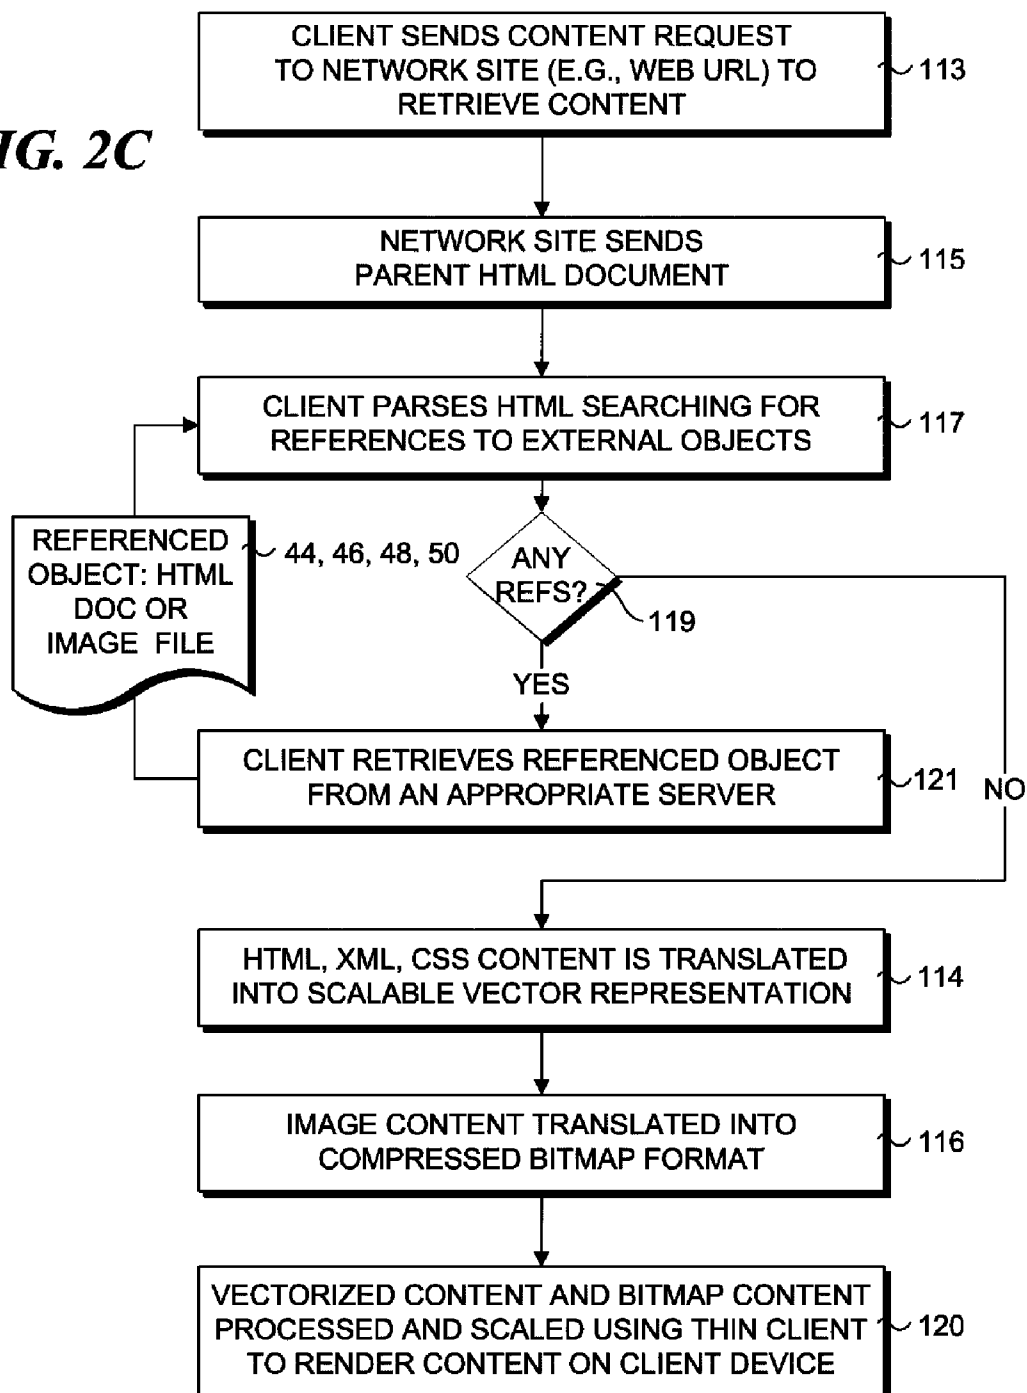 CLIENT SENDS CONTENT REQUEST
TO NETWORK SITE (E.G., WEB URL) TO
RETRIEVE CONTENT
113
IG. 2C
NETWORK SITE SENDS
PARENT HTML DOCUMENT
115
CLIENT PARSES HTML SEARCHING FOR
REFERENCES TO EXTERNAL OBJECTS
117
REFERENCED
OBJECT: HTML
DOC OR
IMAGE FILE
44, 46, 48, 50
ANY
REFS?
119
YES
CLIENT RETRIEVES REFERENCED OBJECT
FROM AN APPROPRIATE SERVER
121
NO
HTML, XML, CSS CONTENT IS TRANSLATED
INTO SCALABLE VECTOR REPRESENTATION
114
IMAGE CONTENT TRANSLATED INTO
COMPRESSED BITMAP FORMAT
116
VECTORIZED CONTENT AND BITMAP CONTENT
PROCESSED AND SCALED USING THIN CLIENT
TO RENDER CONTENT ON CLIENT DEVICE
120